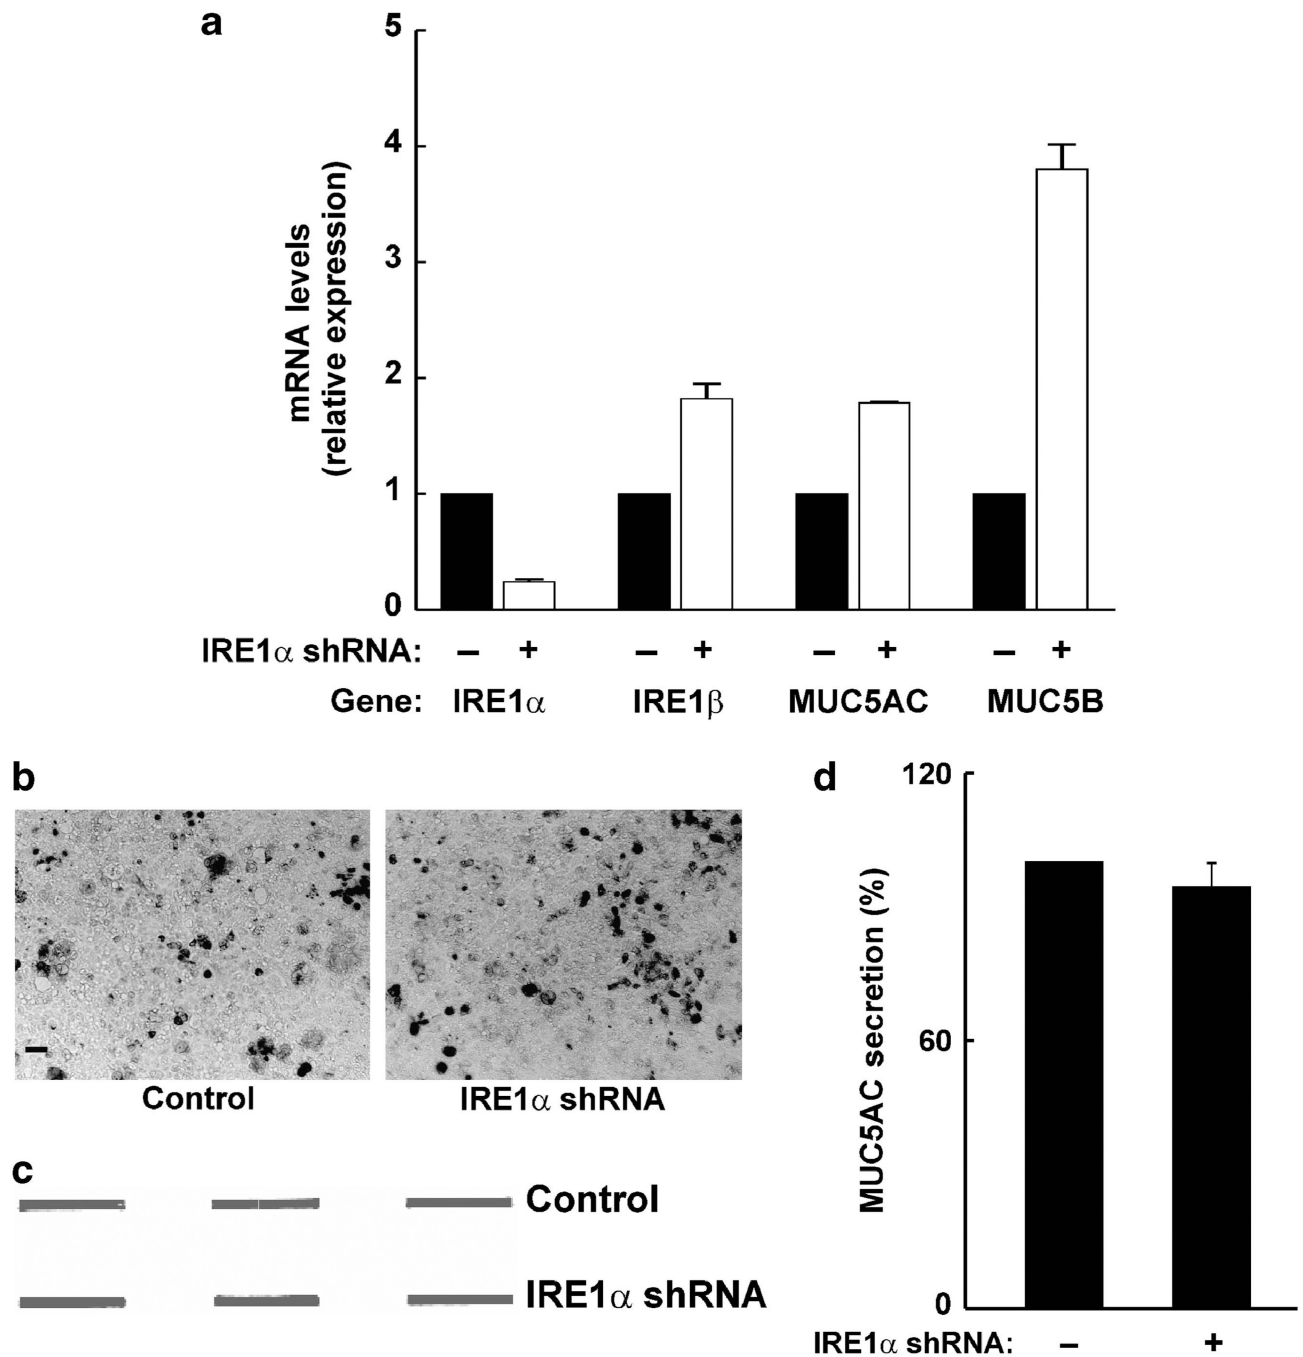 a
5
4
3
2
1
0
mRNA levels
(relative expression)
IRE1α shRNA: – + – + – + – +
Gene: IRE1α IRE1β MUC5AC MUC5B
b
Control IRE1α shRNA
c
Control
IRE1α shRNA
d
120
60
0
MUC5AC secretion (%)
IRE1α shRNA: – +